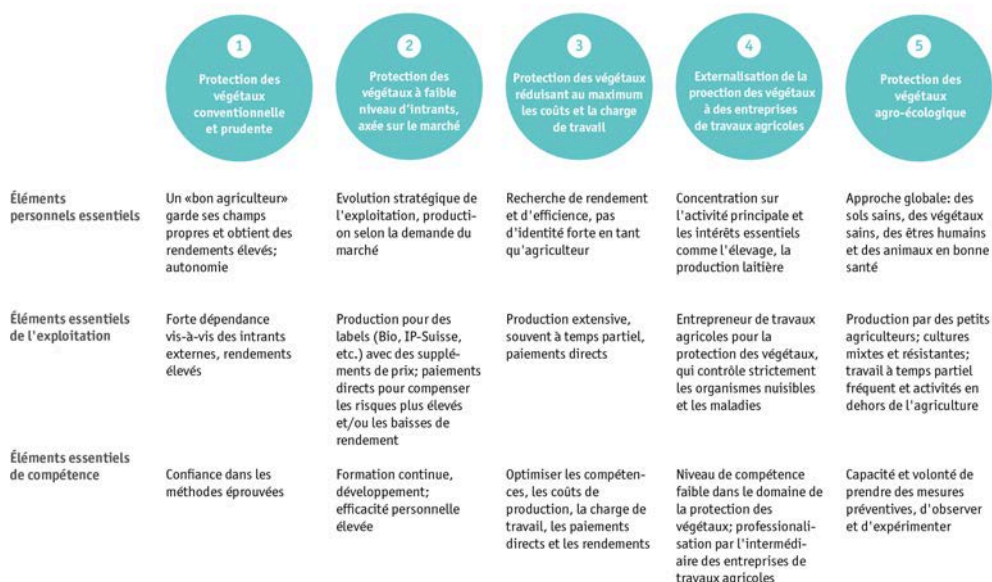 1
Protection des
végétaux
conventionnelle
et prudente
2
Protection des
végétaux à faible
niveau d'intrants,
axée sur le marché
3
Protection des végétaux
réduisant au maximum
les coûts et la charge
de travail
4
Externalisation de la
proection des végétaux
à des entreprises
de travaux agricoles
5
Protection des
végétaux
agro-écologique
Éléments
personnels essentiels
Un «bon agriculteur»
garde ses champs
propres et obtient des
rendements élevés;
autonomie
Evolution stratégique de
l'exploitation, producti-
on selon la demande du
marché
Recherche de rendement
et d'efficience, pas
d'identité forte en tant
qu'agriculteur
Concentration sur
l'activité principale et
les intérêts essentiels
comme l'élevage, la
production laitière
Approche globale: des
sols sains, des végétaux
sains, des êtres humains
et des animaux en bonne
santé
Éléments essentiels
de l'exploitation
Forte dépendance
vis-à-vis des intrants
externes, rendements
élevés
Production pour des
labels (Bio, IP-Suisse,
etc.) avec des supplé-
ments de prix; paiements
directs pour compenser
les risques plus élevés
et/ou les baisses de
rendement
Production extensive,
souvent à temps partiel,
paiements directs
Entrepreneur de travaux
agricoles pour la
protection des végétaux,
qui contrôle strictement
les organismes nuisibles
et les maladies
Production par des petits
agriculteurs; cultures
mixtes et résistantes;
travail à temps partiel
fréquent et activités en
dehors de l'agriculture
Éléments essentiels
de compétence
Confiance dans les
méthodes éprouvées
Formation continue,
développement;
efficacité personnelle
élevée
Optimiser les compéten-
ces, les coûts de
production, la charge de
travail, les paiements
directs et les rendements
Niveau de compétence
faible dans le domaine de
la protection des
végétaux; professionali-
sation par l'intermédi-
aire des entreprises de
travaux agricoles
Capacité et volonté de
prendre des mesures
préventives, d'observer
et d'expérimenter